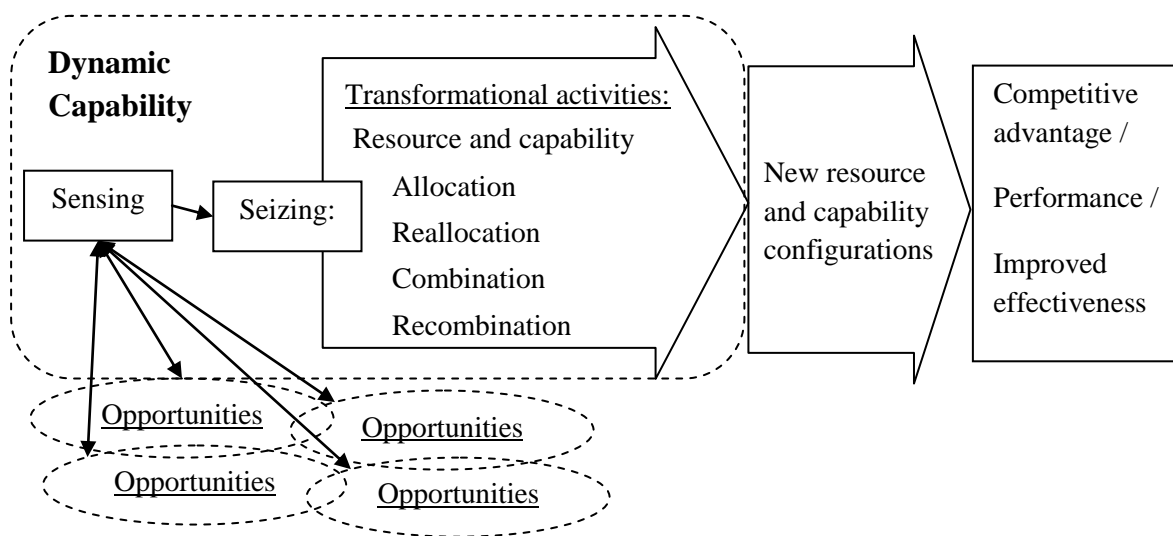 Dynamic
Capability
Sensing
Seizing:
Transformational activities:
Resource and capability
Allocation
Reallocation
Combination
Recombination
New resource
and capability
configurations
Competitive
advantage /
Performance /
Improved
effectiveness
Opportunities
Opportunities
Opportunities
Opportunities